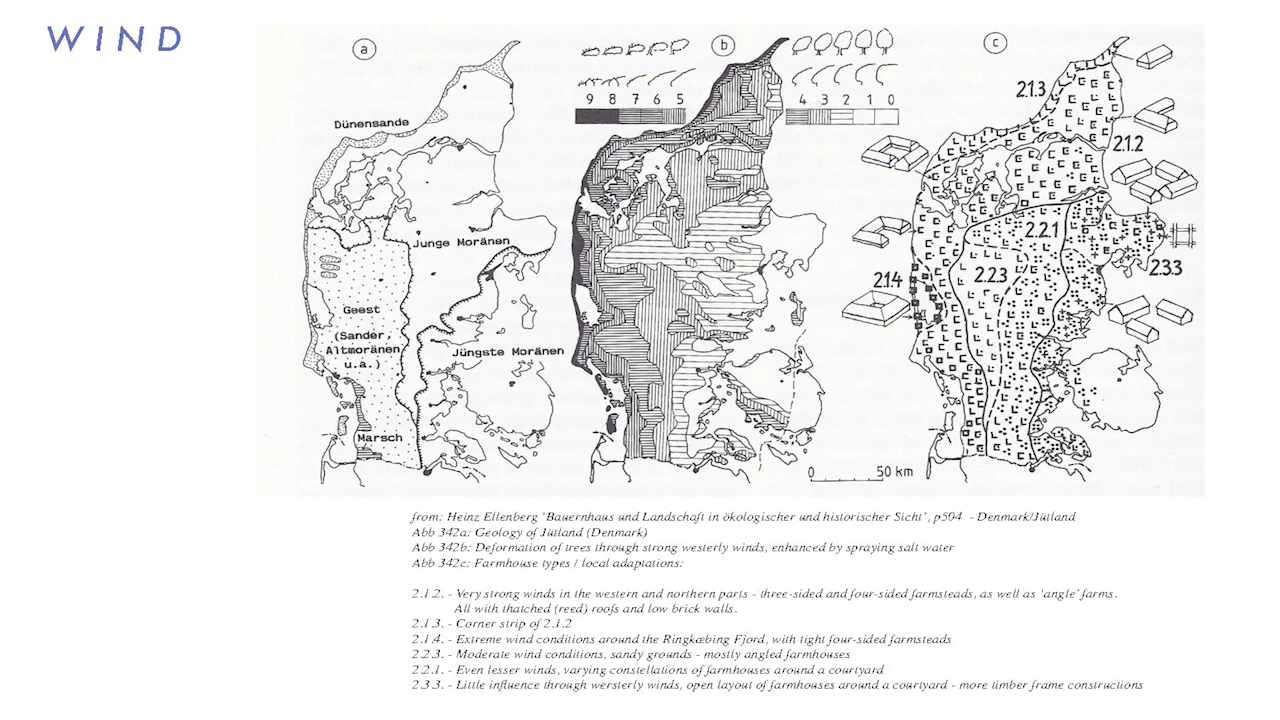 WIND
a
b
c
9 8 7 6 5
4 3 2 1 0
Dünensande
Junge Moränen
Geest
(Sander,
Altmoränen
u.a.)
Jüngste Moränen
Marsch
0 50 km
2.1.3
2.1.2
2.2.1
2.2.3
2.1.4
2.3.3
from: Heinz Ellenberg 'Bauernhaus und Landschaft in ökologischer und historischer Sicht', p504 - Denmark/Jütland
Abb 342a: Geology of Jütland (Denmark)
Abb 342b: Deformation of trees through strong westerly winds, enhanced by spraying salt water
Abb 342c: Farmhouse types / local adaptations:
2.1.2. - Very strong winds in the western and northern parts - three-sided and four-sided farmsteads, as well as 'angle' farms.
All with thatched (reed) roofs and low brick walls.
2.1.3. - Corner strip of 2.1.2
2.1.4. - Extreme wind conditions around the Ringkœbing Fjord, with tight four-sided farmsteads
2.2.3. - Moderate wind conditions, sandy grounds - mostly angled farmhouses
2.2.1. - Even lesser winds, varying constellations of farmhouses around a courtyard
2.3.3. - Little influence through wersterly winds, open layout of farmhouses around a courtyard - more timber frame constructions